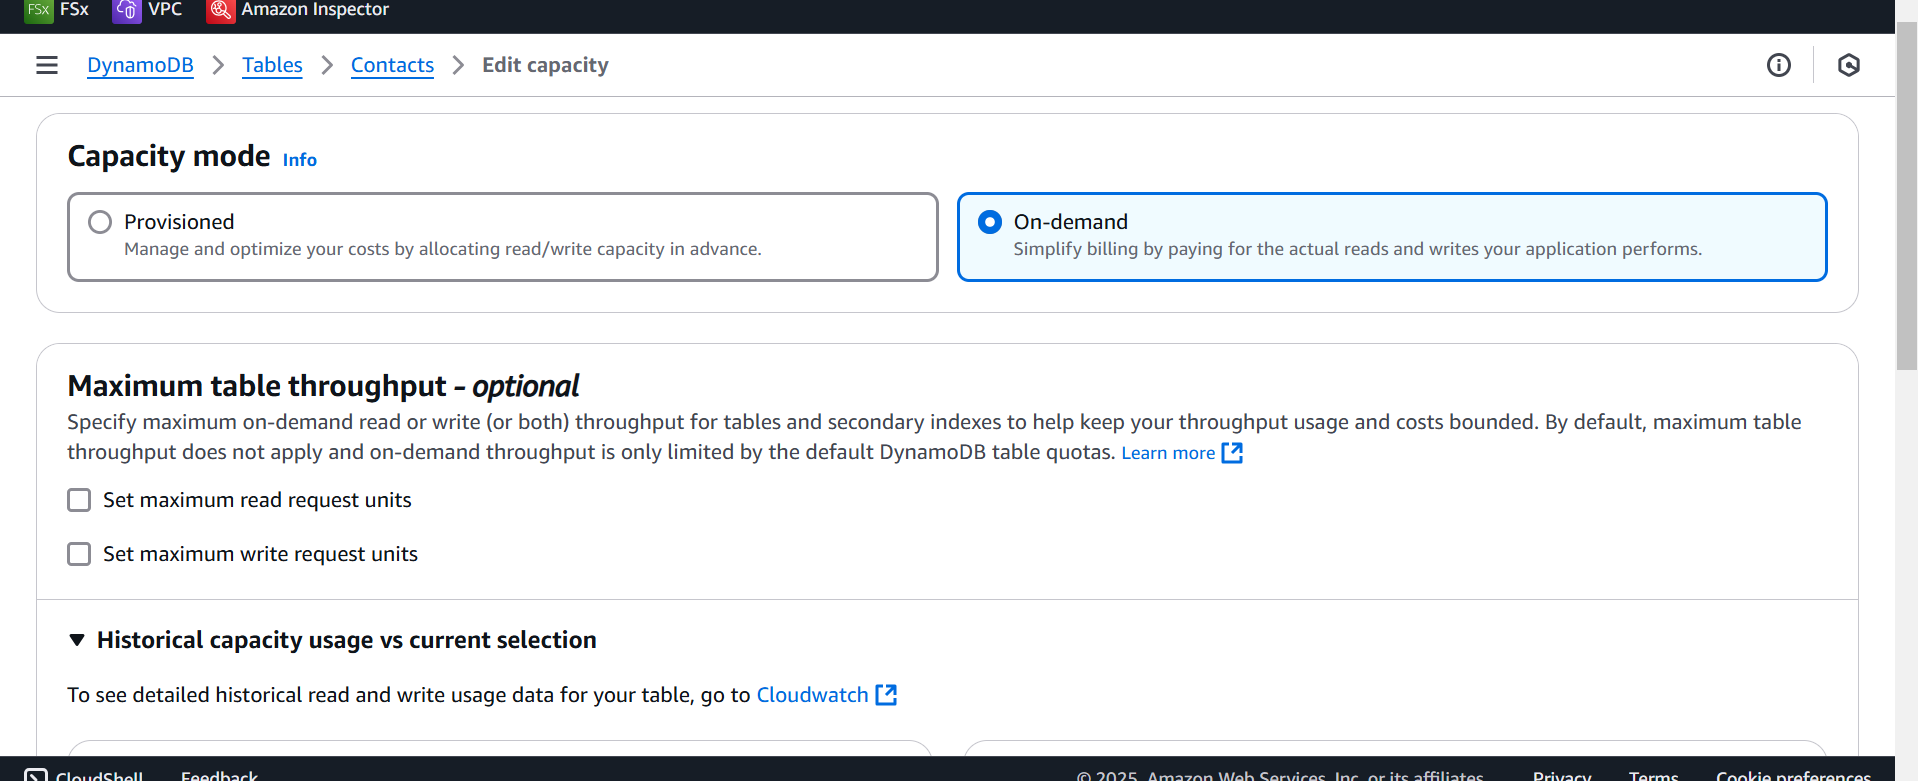 FSx FSx VPC Amazon Inspector
DynamoDB Tables Contacts Edit capacity
Capacity mode Info
Provisioned
Manage and optimize your costs by allocating read/write capacity in advance.
On-demand
Simplify billing by paying for the actual reads and writes your application performs.
Maximum table throughput - optional
Specify maximum on-demand read or write (or both) throughput for tables and secondary indexes to help keep your throughput usage and costs bounded. By default, maximum table
throughput does not apply and on-demand throughput is only limited by the default DynamoDB table quotas. Learn more
Set maximum read request units
Set maximum write request units
Historical capacity usage vs current selection
To see detailed historical read and write usage data for your table, go to Cloudwatch
CloudShell Feedback © 2025, Amazon Web Services, Inc. or its affiliates. Privacy Terms Cookie preferences